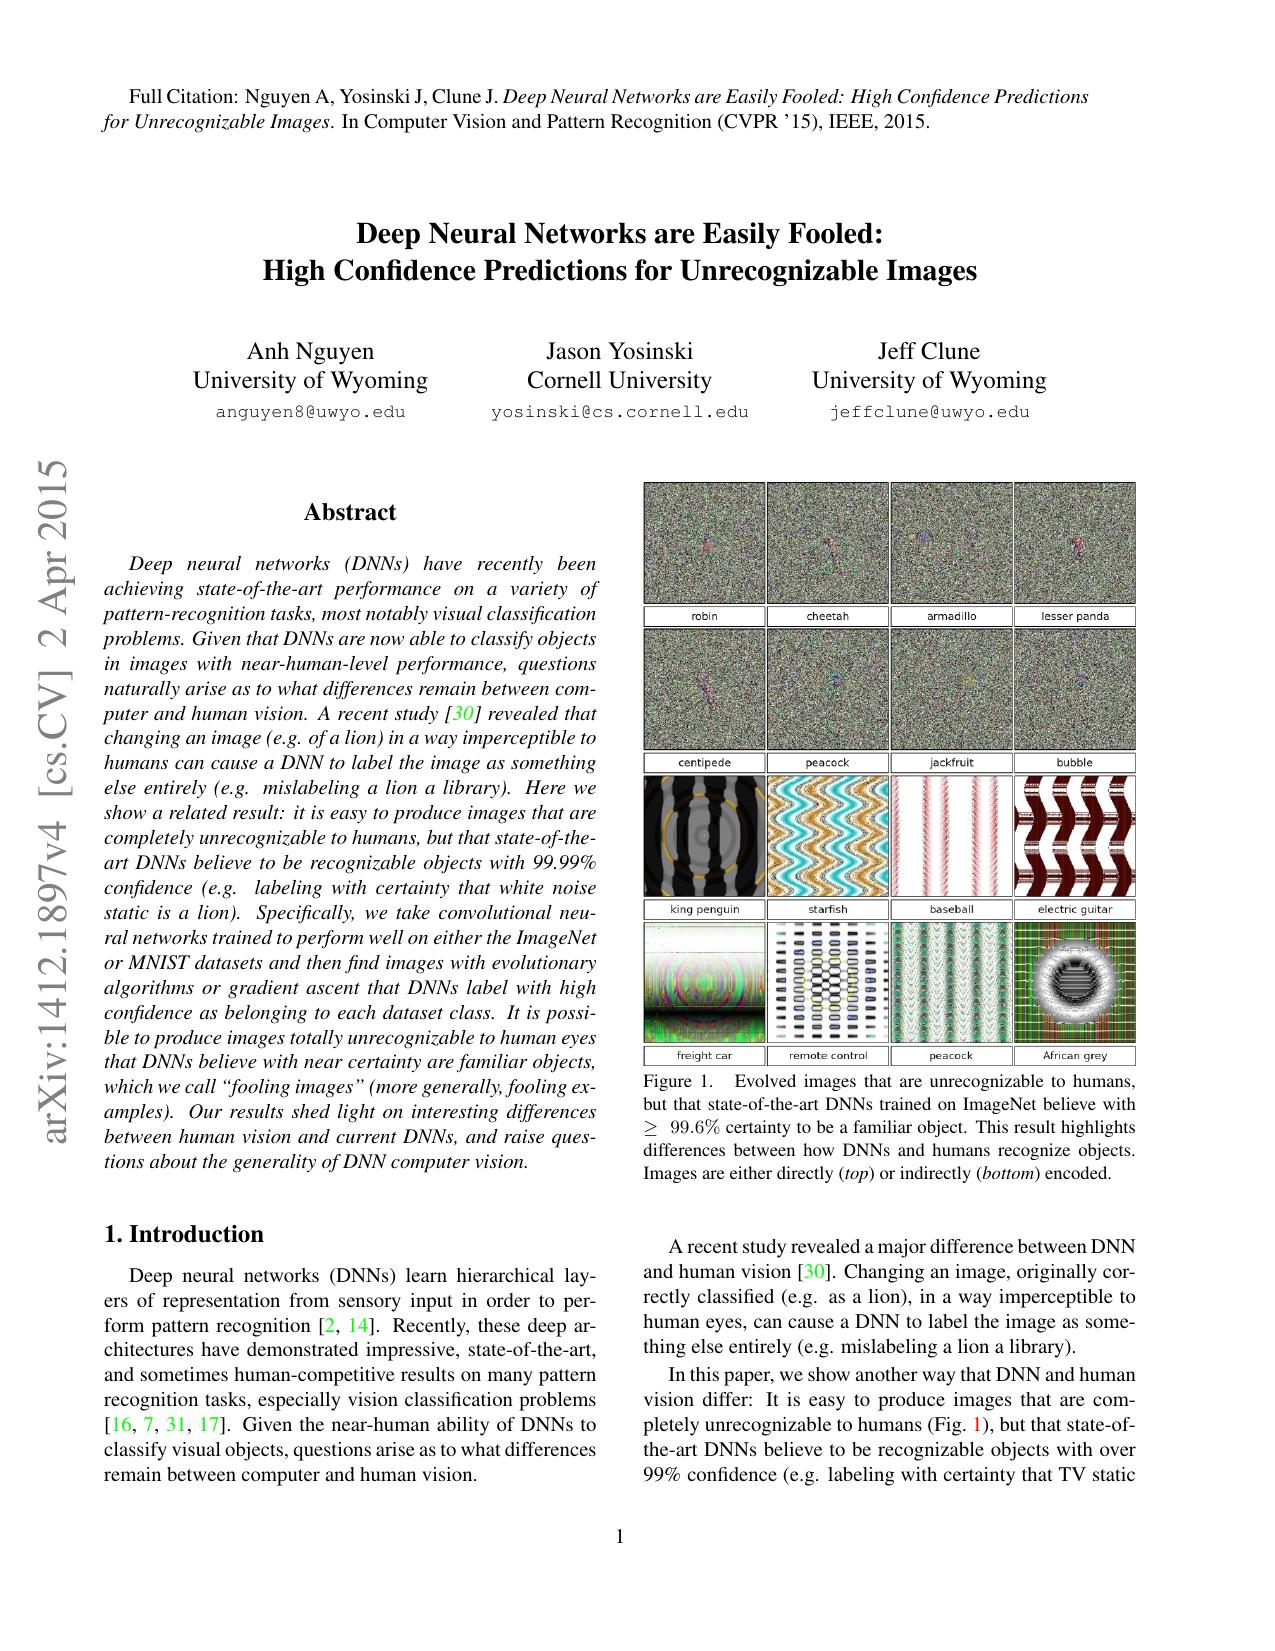 Full Citation: Nguyen A, Yosinski J, Clune J. Deep Neural Networks are Easily Fooled: High Confidence Predictions
for Unrecognizable Images. In Computer Vision and Pattern Recognition (CVPR ’15), IEEE, 2015.
Deep Neural Networks are Easily Fooled:
High Confidence Predictions for Unrecognizable Images
Anh Nguyen
University of Wyoming
anguyen8@uwyo.edu
Jason Yosinski
Cornell University
yosinski@cs.cornell.edu
Jeff Clune
University of Wyoming
jeffclune@uwyo.edu
arXiv:1412.1897v4 [cs.CV] 2 Apr 2015
Abstract
Deep neural networks (DNNs) have recently been
achieving state-of-the-art performance on a variety of
pattern-recognition tasks, most notably visual classification
problems. Given that DNNs are now able to classify objects
in images with near-human-level performance, questions
naturally arise as to what differences remain between com-
puter and human vision. A recent study [30] revealed that
changing an image (e.g. of a lion) in a way imperceptible to
humans can cause a DNN to label the image as something
else entirely (e.g. mislabeling a lion a library). Here we
show a related result: it is easy to produce images that are
completely unrecognizable to humans, but that state-of-the-
art DNNs believe to be recognizable objects with 99.99%
confidence (e.g. labeling with certainty that white noise
static is a lion). Specifically, we take convolutional neu-
ral networks trained to perform well on either the ImageNet
or MNIST datasets and then find images with evolutionary
algorithms or gradient ascent that DNNs label with high
confidence as belonging to each dataset class. It is possi-
ble to produce images totally unrecognizable to human eyes
that DNNs believe with near certainty are familiar objects,
which we call “fooling images” (more generally, fooling ex-
amples). Our results shed light on interesting differences
between human vision and current DNNs, and raise ques-
tions about the generality of DNN computer vision.
1. Introduction
Deep neural networks (DNNs) learn hierarchical lay-
ers of representation from sensory input in order to per-
form pattern recognition [2, 14]. Recently, these deep ar-
chitectures have demonstrated impressive, state-of-the-art,
and sometimes human-competitive results on many pattern
recognition tasks, especially vision classification problems
[16, 7, 31, 17]. Given the near-human ability of DNNs to
classify visual objects, questions arise as to what differences
remain between computer and human vision.
robin cheetah armadillo lesser panda
centipede peacock jackfruit bubble
king penguin starfish baseball electric guitar
freight car remote control peacock African grey
Figure 1. Evolved images that are unrecognizable to humans,
but that state-of-the-art DNNs trained on ImageNet believe with
≥ 99.6% certainty to be a familiar object. This result highlights
differences between how DNNs and humans recognize objects.
Images are either directly (top) or indirectly (bottom) encoded.
A recent study revealed a major difference between DNN
and human vision [30]. Changing an image, originally cor-
rectly classified (e.g. as a lion), in a way imperceptible to
human eyes, can cause a DNN to label the image as some-
thing else entirely (e.g. mislabeling a lion a library).
In this paper, we show another way that DNN and human
vision differ: It is easy to produce images that are com-
pletely unrecognizable to humans (Fig. 1), but that state-of-
the-art DNNs believe to be recognizable objects with over
99% confidence (e.g. labeling with certainty that TV static
1